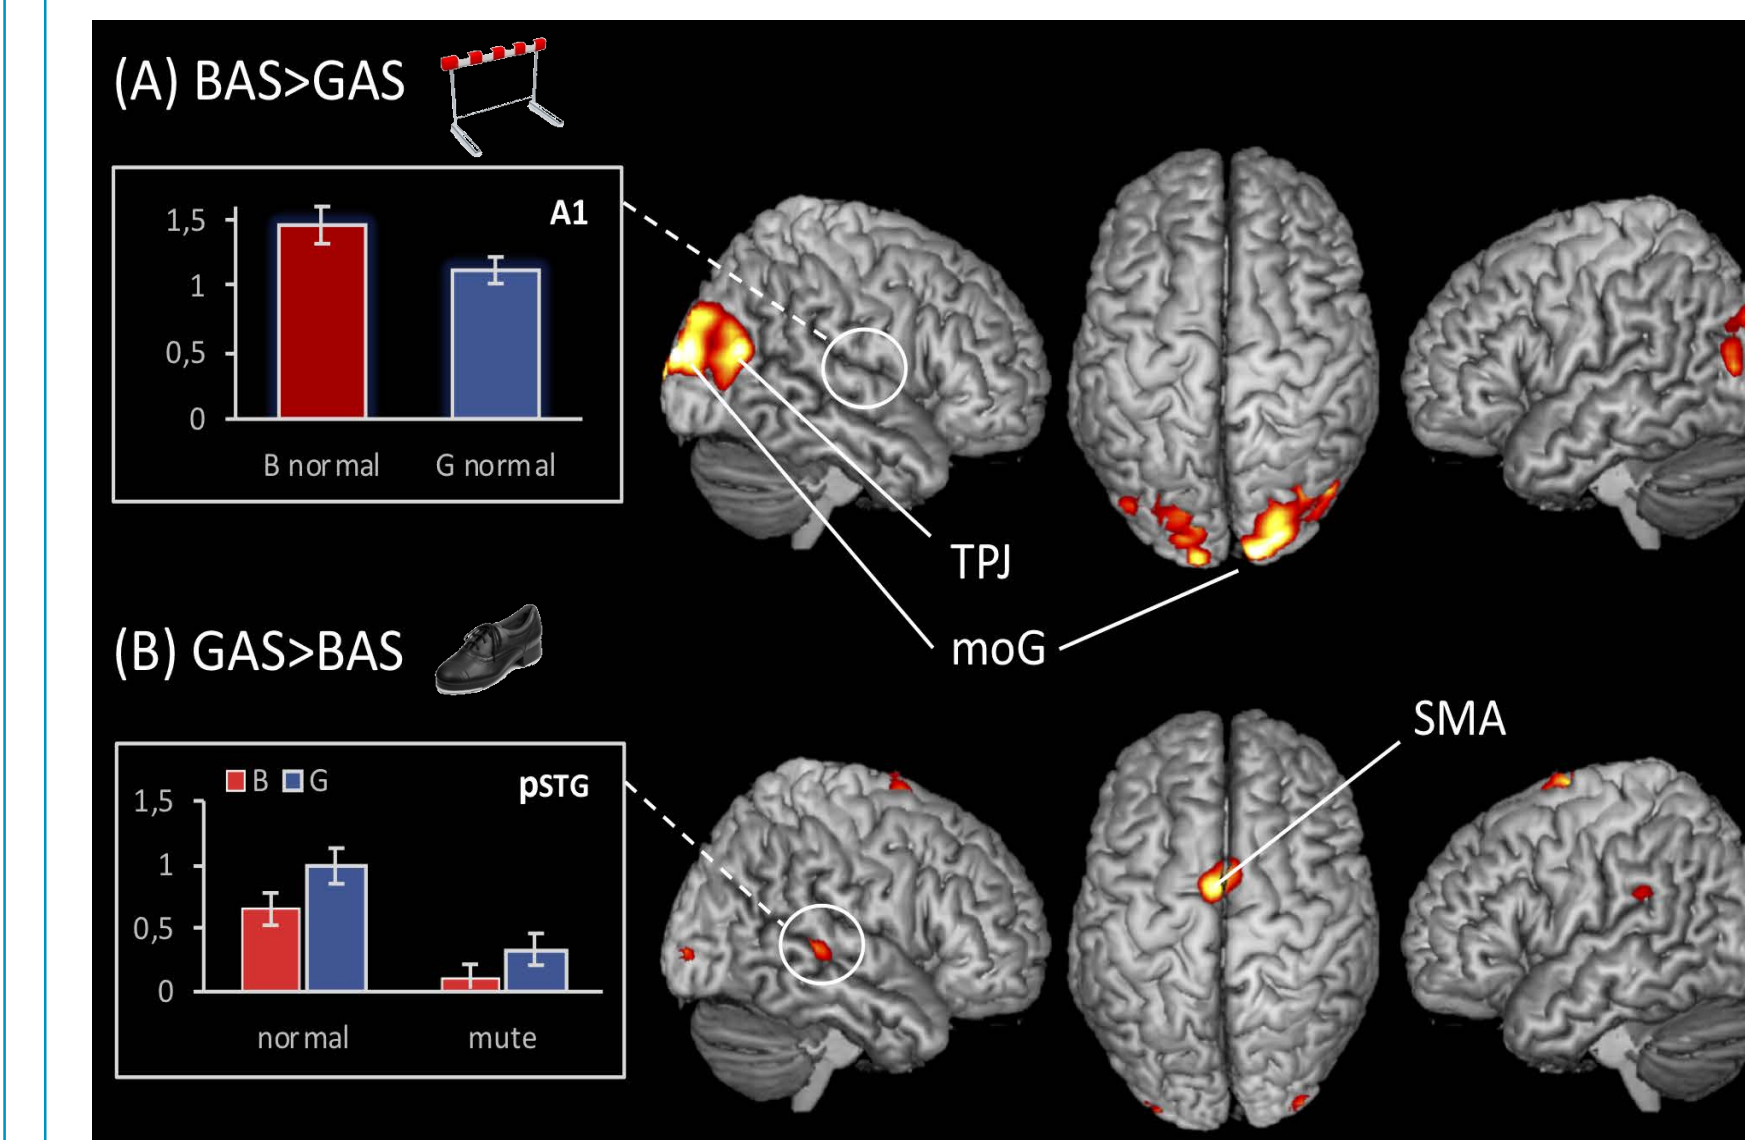 (A) BAS>GAS
A1
1,5
1
0,5
0
B normal
G normal
TPJ
moG
(B) GAS>BAS
SMA
B
G
pSTG
1,5
1
0,5
0
normal
mute